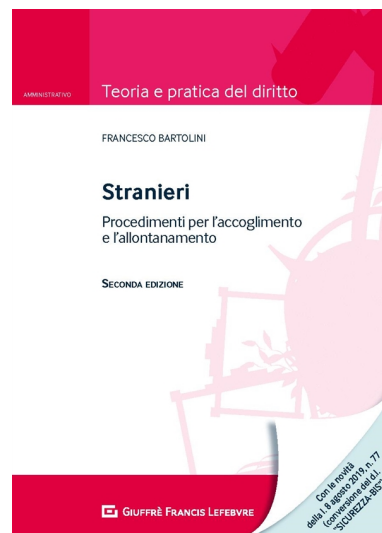 AMMINISTRATIVO
Teoria e pratica del diritto
FRANCESCO BARTOLINI
Stranieri
Procedimenti per l'accoglimento
e l'allontanamento
SECONDA EDIZIONE
Con le novità
della l. 8 agosto 2019, n. 77
(conversione del d.l.
"SICUREZZA-BIS"
GIUFFRÈ FRANCIS LEFEBVRE